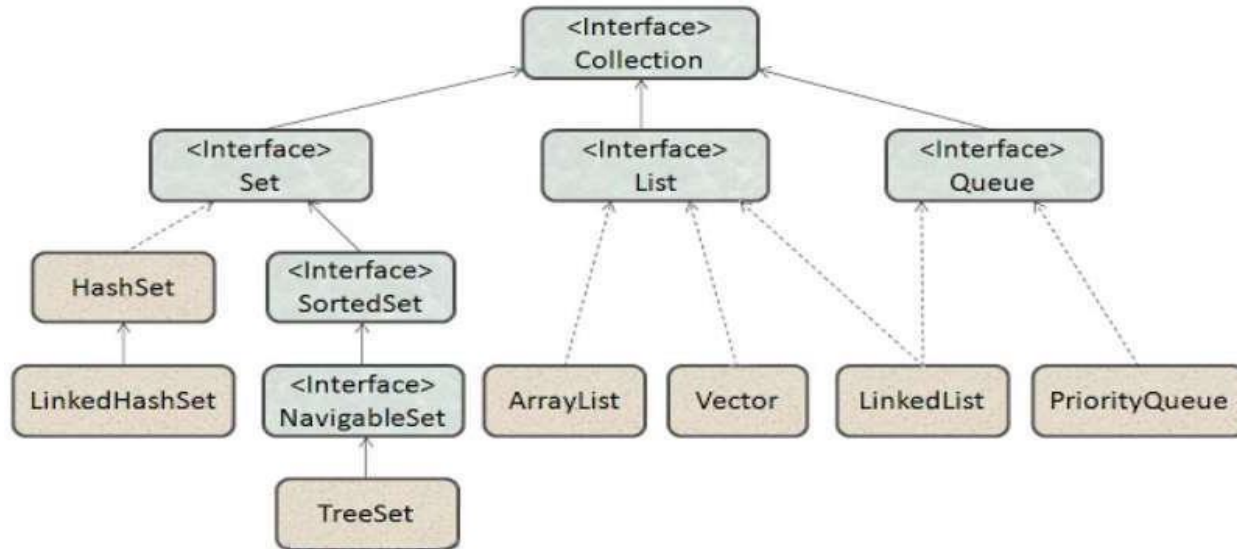 <Interface>
Collection
<Interface>
Set
<Interface>
List
<Interface>
Queue
HashSet
<Interface>
SortedSet
LinkedHashSet
<Interface>
NavigableSet
ArrayList
Vector
LinkedList
PriorityQueue
TreeSet